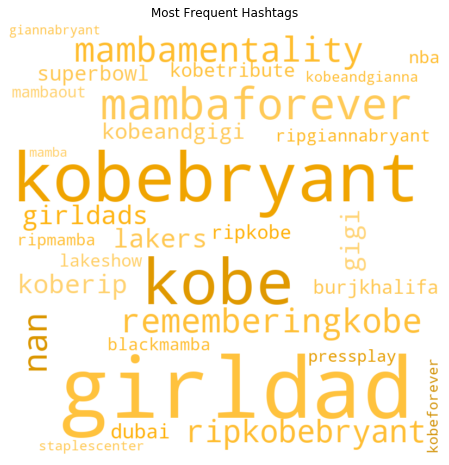 Most Frequent Hashtags
giannabryant
mambamentality
nba
superbowl
kobetribute
kobeandgianna
mambaout
mambaforever
kobeandgigi
ripgiannabryant
mamba
kobebryant
girldads
gigi
ripmamba
lakers
ripkobe
lakeshow
kobe
koberip
burjkhalifa
nan
rememberingkobe
blackmamba
pressplay
girldad
kobeforever
dubai
ripkobebryant
staplescenter